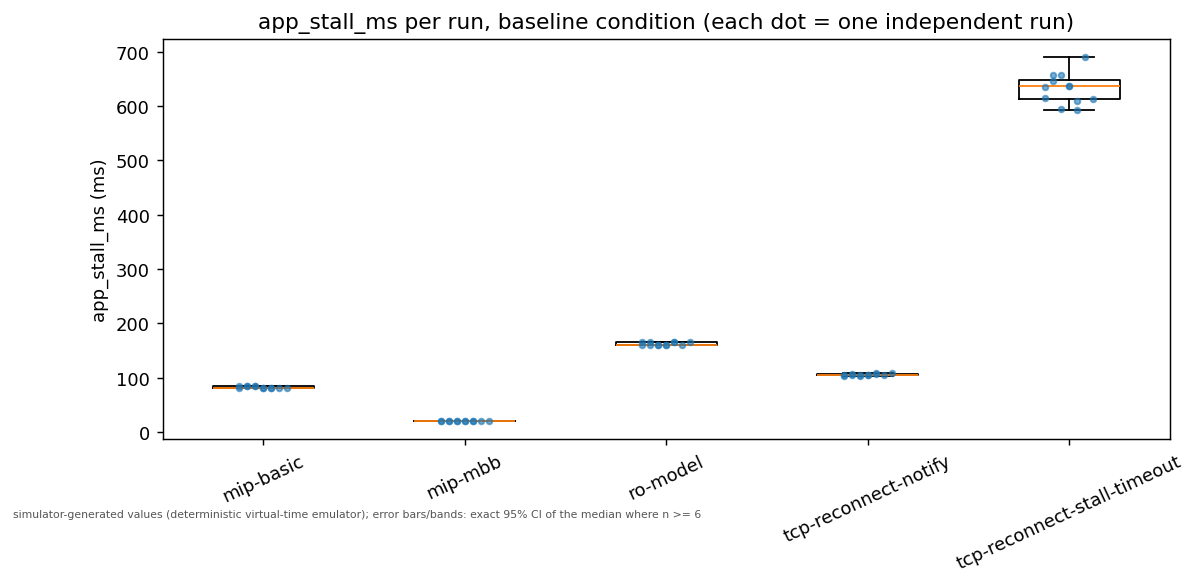 app_stall_ms per run, baseline condition (each dot = one independent run)
app_stall_ms (ms)
700
600
500
400
300
200
100
0
mip-basic
mip-mbb
ro-model
tcp-reconnect-notify
tcp-reconnect-stall-timeout
simulator-generated values (deterministic virtual-time emulator); error bars/bands: exact 95% CI of the median where n >= 6